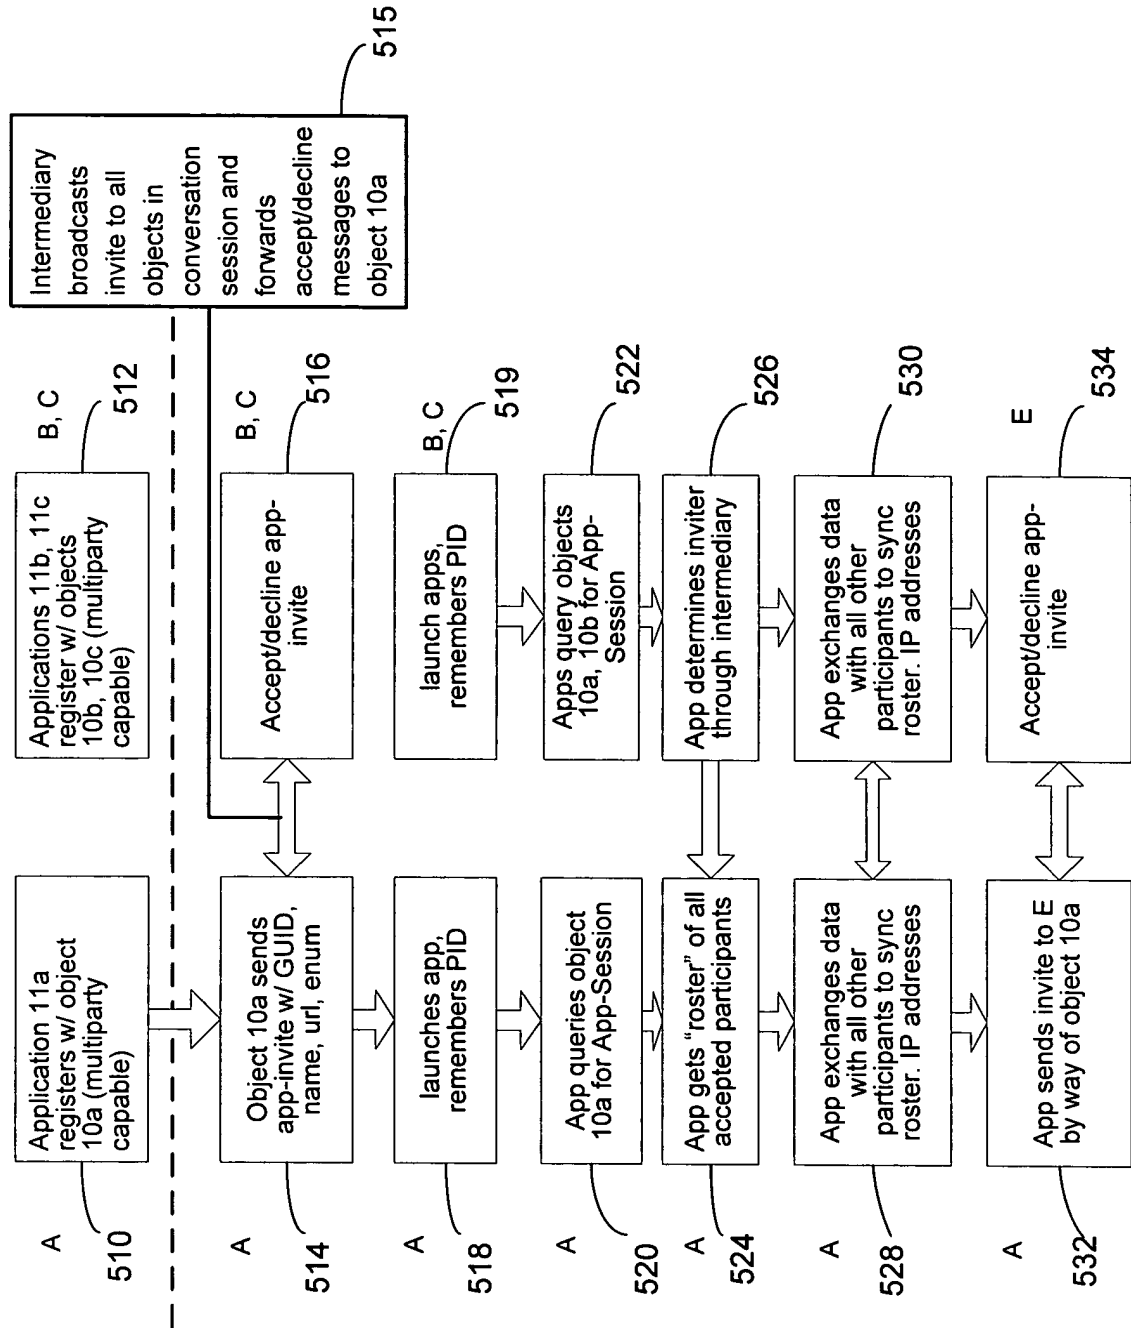 A
510
Application 11a
registers w/ object
10a (multiparty
capable)
Applications 11b, 11c
register w/ objects
10b, 10c (multiparty
capable)
B, C
512
Intermediary
broadcasts
invite to all
objects in
conversation
session and
forwards
accept/decline
messages to
object 10a
515
A
514
Object 10a sends
app-invite w/ GUID,
name, url, enum
Accept/decline app-
invite
B, C
516
A
518
launches app,
remembers PID
launch apps,
remembers PID
B, C
519
A
520
App queries object
10a for App-Session
Apps query objects
10a, 10b for App-
Session
522
A
524
App gets “roster” of all
accepted participants
App determines inviter
through intermediary
526
A
528
App exchanges data
with all other
participants to sync
roster. IP addresses
App exchanges data
with all other
participants to sync
roster. IP addresses
530
A
532
App sends invite to E
by way of object 10a
Accept/decline app-
invite
E
534